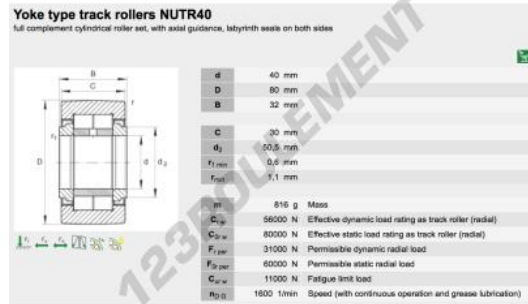 Yoke type track rollers NUTR40
full complement cylindrical roller set, with axial guidance, labyrinth seals on both sides
B
C
r
r1
D
d
d2
d 40 mm
D 80 mm
B 32 mm
C 30 mm
d2 50,5 mm
r1 min 0,6 mm
rmin 1,1 mm
m 816 g Mass
Cr w 56000 N Effective dynamic load rating as track roller (radial)
C0r w 80000 N Effective static load rating as track roller (radial)
Fr per 31000 N Permissible dynamic radial load
F0r per 60000 N Permissible static radial load
Cur w 11000 N Fatigue limit load
nD G 1600 1/min Speed (with continuous operation and grease lubrication)
123ROULEMENT